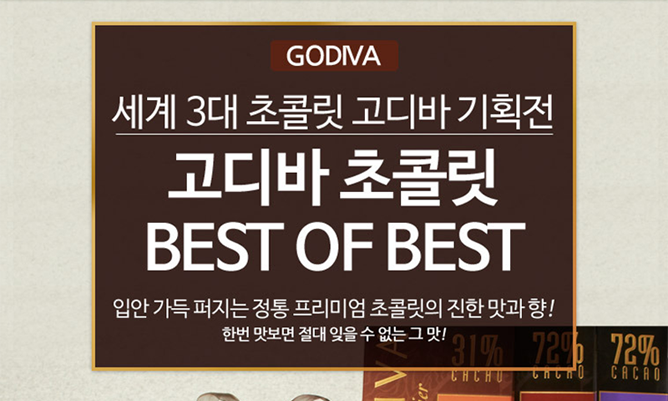 GODIVA
세계 3대 초콜릿 고디바 기획전
고디바 초콜릿
BEST OF BEST
입안 가득 퍼지는 정통 프리미엄 초콜릿의 진한 맛과 향!
한번 맛보면 절대 잊을 수 없는 그 맛!
31% 72% 72%
CACAO CACAO CACAO